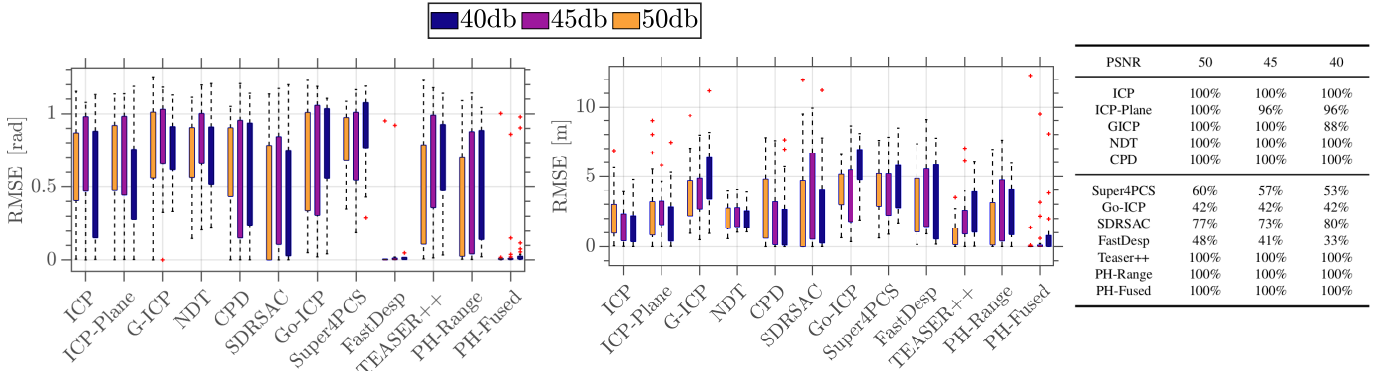 40db 45db 50db
RMSE [rad]
1
0.5
0
ICP
ICP-Plane
G-ICP
NDT
CPD
SDRSAC
Go-ICP
Super4PCS
FastDesp
TEASER++
PH-Range
PH-Fused
RMSE [m]
10
5
0
ICP
ICP-Plane
G-ICP
NDT
CPD
SDRSAC
Go-ICP
Super4PCS
FastDesp
TEASER++
PH-Range
PH-Fused
PSNR 50 45 40
ICP 100% 100% 100%
ICP-Plane 100% 96% 96%
GICP 100% 100% 88%
NDT 100% 100% 100%
CPD 100% 100% 100%
Super4PCS 60% 57% 53%
Go-ICP 42% 42% 42%
SDRSAC 77% 73% 80%
FastDesp 48% 41% 33%
Teaser++ 100% 100% 100%
PH-Range 100% 100% 100%
PH-Fused 100% 100% 100%